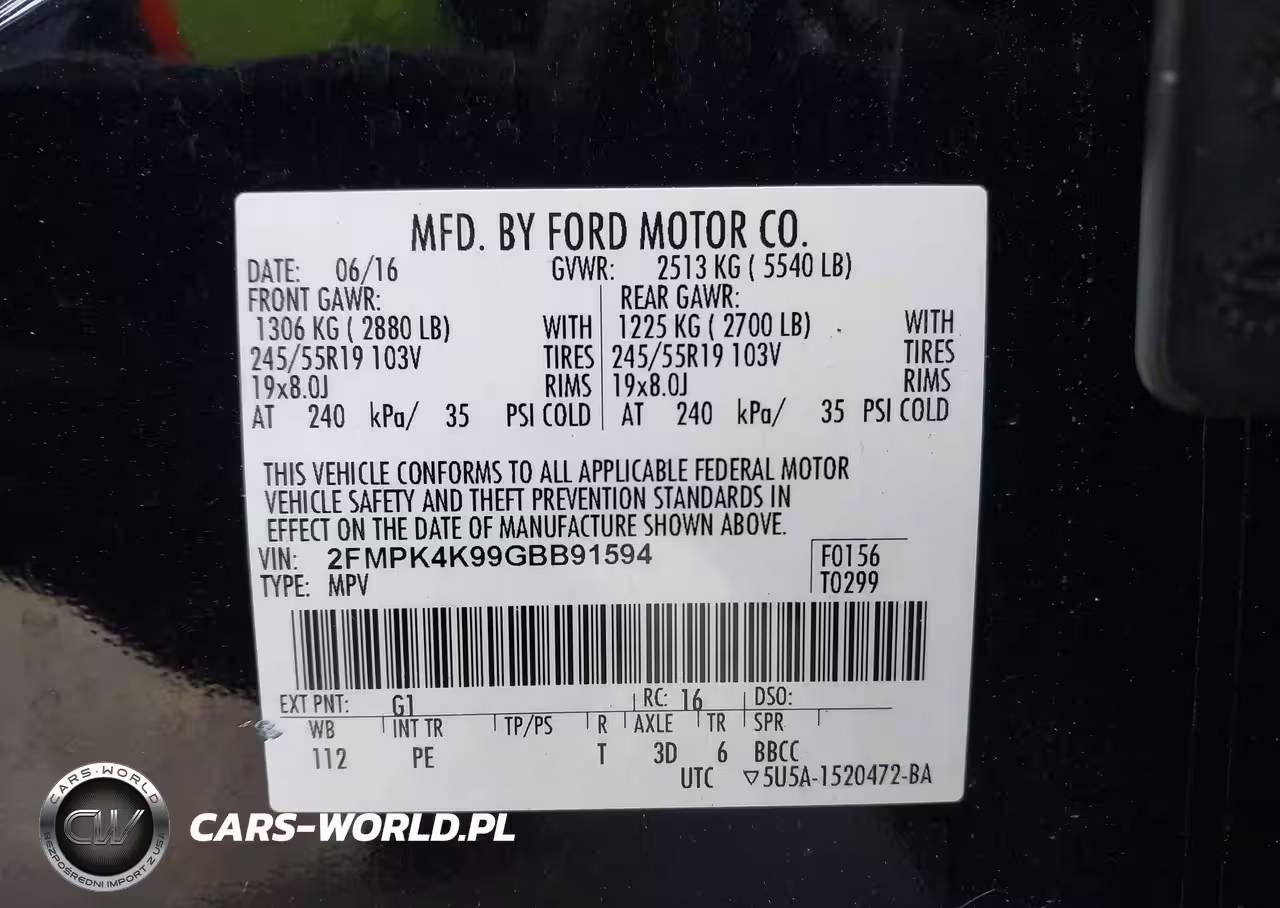 MFD. BY FORD MOTOR CO.
DATE: 06/16 GVWR: 2513 KG ( 5540 LB)
FRONT GAWR: REAR GAWR:
1306 KG ( 2880 LB) WITH 1225 KG ( 2700 LB) WITH
245/55R19 103V TIRES 245/55R19 103V TIRES
19x8.0J RIMS 19x8.0J RIMS
AT 240 kPa/ 35 PSI COLD AT 240 kPa/ 35 PSI COLD
THIS VEHICLE CONFORMS TO ALL APPLICABLE FEDERAL MOTOR
VEHICLE SAFETY AND THEFT PREVENTION STANDARDS IN
EFFECT ON THE DATE OF MANUFACTURE SHOWN ABOVE.
VIN: 2FMPK4K99GBB91594 F0156
TYPE: MPV T0299
EXT PNT: G1 RC: 16 DSO:
WB INT TR TP/PS R AXLE TR SPR
112 PE T 3D 6 BBCC
UTC ▽5U5A-1520472-BA
CARS-WORLD
CW
BEZPOŚREDNI IMPORT Z USA
CARS-WORLD.PL